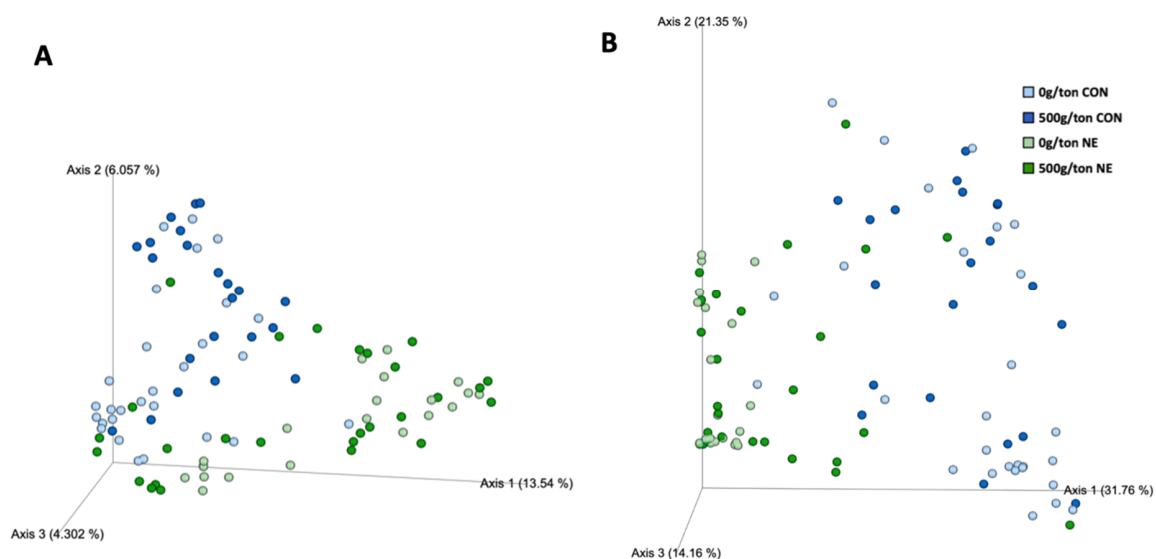 A
Axis 2 (6.057 %)
Axis 1 (13.54 %)
Axis 3 (4.302 %)
B
Axis 2 (21.35 %)
0g/ton CON
500g/ton CON
0g/ton NE
500g/ton NE
Axis 1 (31.76 %)
Axis 3 (14.16 %)